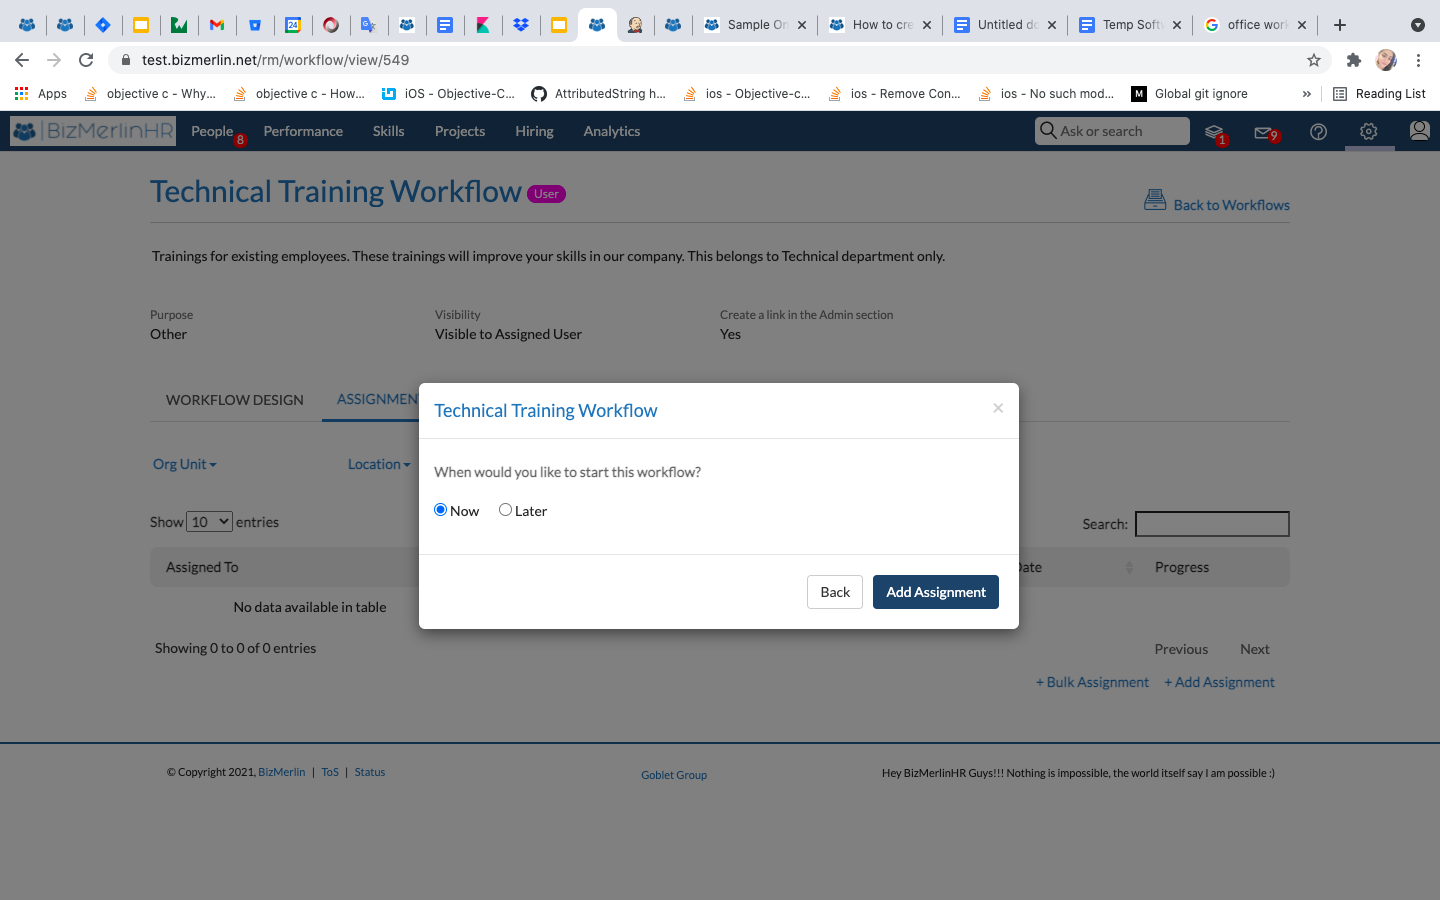 Sample On
How to cre
Untitled do
Temp Soft
office work
test.bizmerlin.net/rm/workflow/view/549
Apps
objective c - Why...
objective c - How...
iOS - Objective-C...
AttributedString h...
ios - Objective-c...
ios - Remove Con...
ios - No such mod...
M
Global git ignore
»
Reading List
BizMerlinHR
People
8
Performance
Skills
Projects
Hiring
Analytics
Ask or search
1
9
Technical Training Workflow User
Back to Workflows
Trainings for existing employees. These trainings will improve your skills in our company. This belongs to Technical department only.
Purpose
Other
Visibility
Visible to Assigned User
Create a link in the Admin section
Yes
WORKFLOW DESIGN
Technical Training Workflow
×
When would you like to start this workflow?
Now
Later
Back
Add Assignment
Org Unit
Location
Show 10 entries
Search:
Assigned To
Progress
No data available in table
Showing 0 to 0 of 0 entries
Previous
Next
+ Bulk Assignment
+ Add Assignment
© Copyright 2021, BizMerlin | ToS | Status
Goblet Group
Hey BizMerlinHR Guys!!! Nothing is impossible, the world itself say I am possible :)